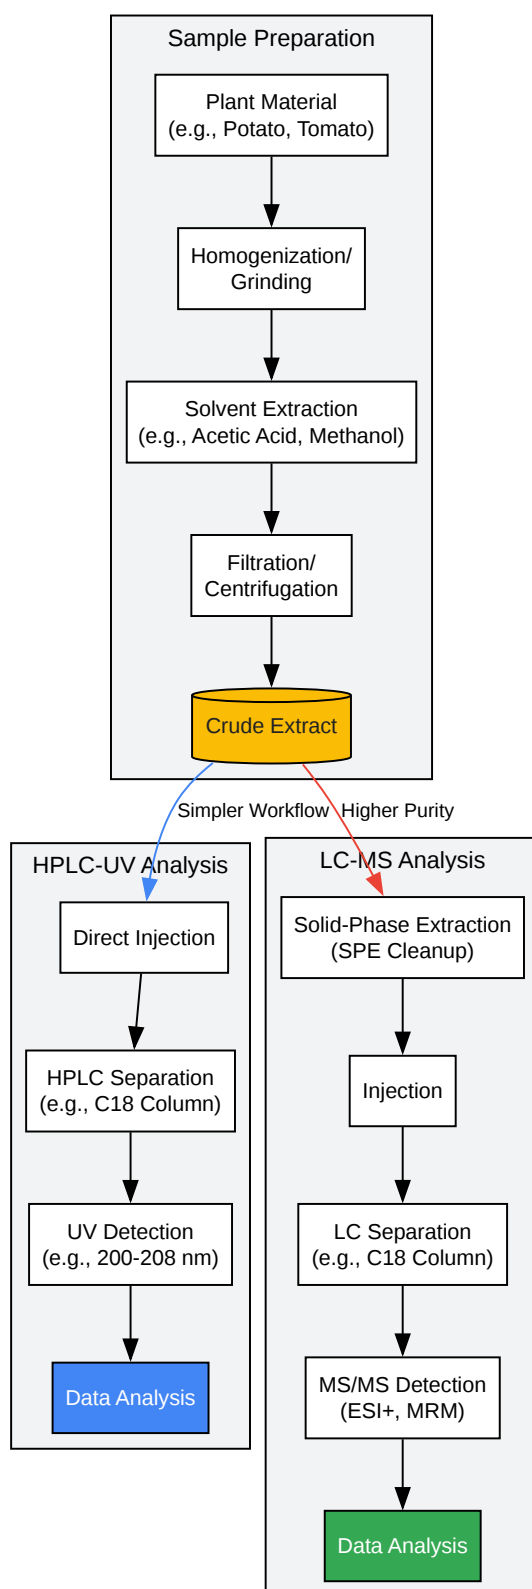 Sample Preparation
Plant Material
(e.g., Potato, Tomato)
Homogenization/
Grinding
Solvent Extraction
(e.g., Acetic Acid, Methanol)
Filtration/
Centrifugation
Crude Extract
Simpler Workflow
Higher Purity
HPLC-UV Analysis
Direct Injection
HPLC Separation
(e.g., C18 Column)
UV Detection
(e.g., 200-208 nm)
Data Analysis
LC-MS Analysis
Solid-Phase Extraction
(SPE Cleanup)
Injection
LC Separation
(e.g., C18 Column)
MS/MS Detection
(ESI+, MRM)
Data Analysis